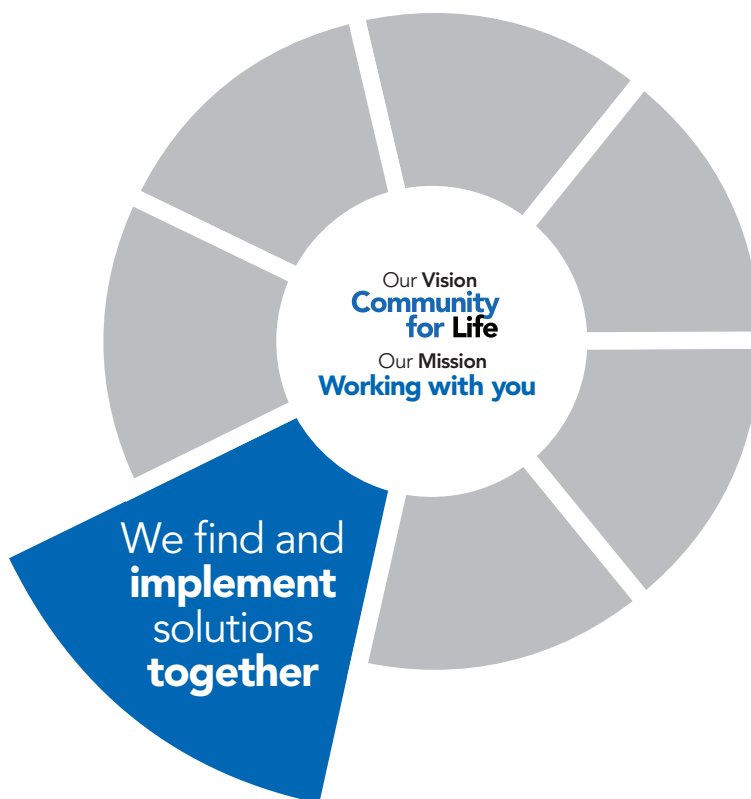 Our Vision
Community
for Life
Our Mission
Working with you
We find and
implement
solutions
together